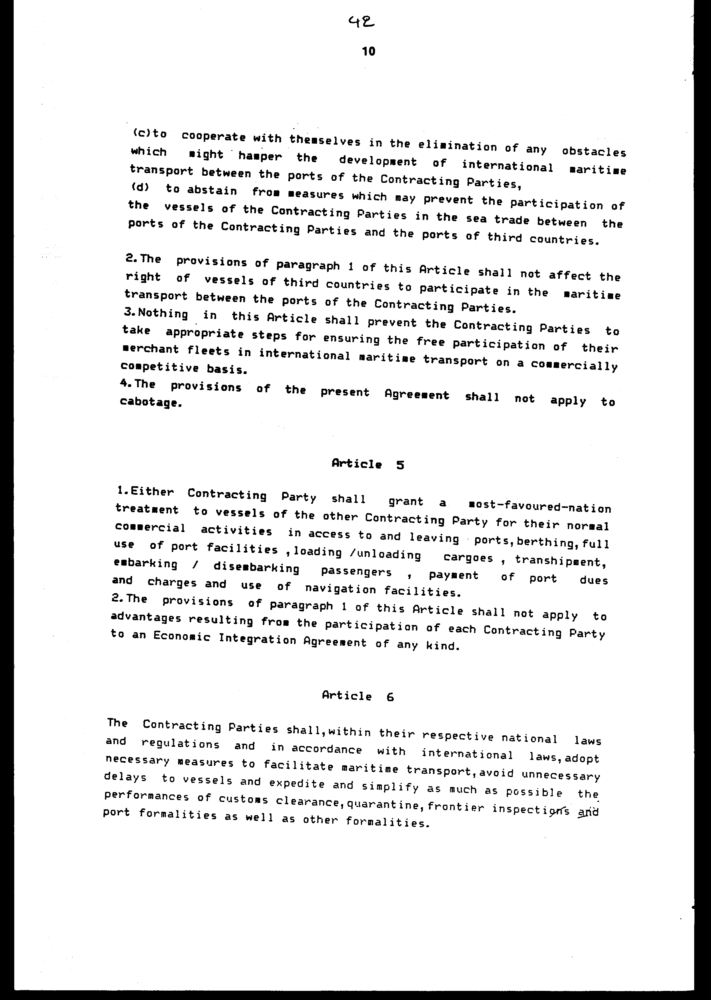 42
10
(c)to cooperate with themselves in the elimination of any obstacles
which might hamper the development of international maritime
transport between the ports of the Contracting Parties,
(d) to abstain from measures which may prevent the participation of
the vessels of the Contracting Parties in the sea trade between the
ports of the Contracting Parties and the ports of third countries.
2.The provisions of paragraph 1 of this Article shall not affect the
right of vessels of third countries to participate in the maritime
transport between the ports of the Contracting Parties.
3.Nothing in this Article shall prevent the Contracting Parties to
take appropriate steps for ensuring the free participation of their
merchant fleets in international maritime transport on a commercially
competitive basis.
4.The provisions of the present Agreement shall not apply to
cabotage.
Article 5
1.Either Contracting Party shall grant a most-favoured-nation
treatment to vessels of the other Contracting Party for their normal
commercial activities in access to and leaving ports,berthing,full
use of port facilities ,loading /unloading cargoes , transhipment,
embarking / disembarking passengers , payment of port dues
and charges and use of navigation facilities.
2.The provisions of paragraph 1 of this Article shall not apply to
advantages resulting from the participation of each Contracting Party
to an Economic Integration Agreement of any kind.
Article 6
The Contracting Parties shall,within their respective national laws
and regulations and in accordance with international laws,adopt
necessary measures to facilitate maritime transport,avoid unnecessary
delays to vessels and expedite and simplify as much as possible the
performances of customs clearance,quarantine,frontier inspections and
port formalities as well as other formalities.